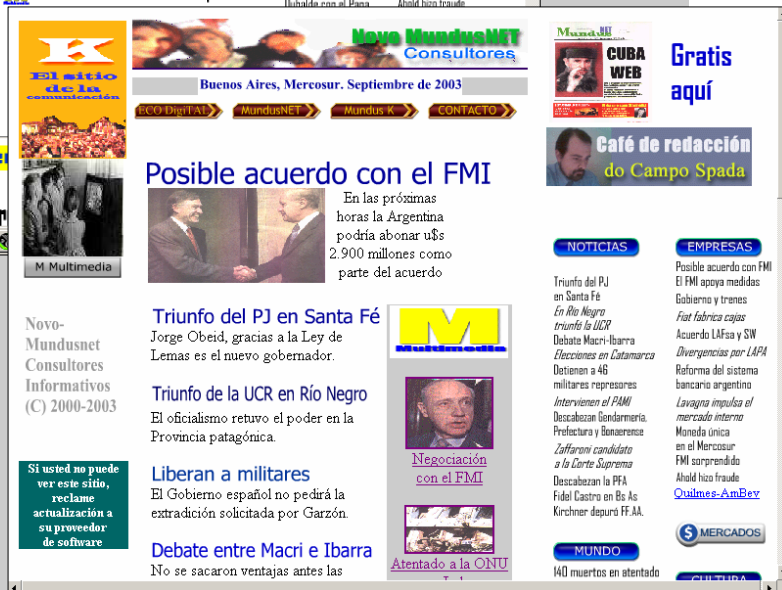 Duhalde con el Papa
Ahold hizo fraude
K
El sitio
de la
comunicación
M Multimedia
Novo-
Mundusnet
Consultores
Informativos
(C) 2000-2003
Si usted no puede
ver este sitio,
reclame
actualización a
su proveedor
de software
Novo MundusNET
Consultores
Buenos Aires, Mercosur. Septiembre de 2003
ECO DigiTAL
MundusNET
Mundus K
CONTACTO
Posible acuerdo con el FMI
En las próximas
horas la Argentina
podría abonar u$s
2.900 millones como
parte del acuerdo
Triunfo del PJ en Santa Fé
Jorge Obeid, gracias a la Ley de
Lemas es el nuevo gobernador.
Triunfo de la UCR en Río Negro
El oficialismo retuvo el poder en la
Provincia patagónica.
Liberan a militares
El Gobierno español no pedirá la
extradición solicitada por Garzón.
Debate entre Macri e Ibarra
No se sacaron ventajas antes las
M
Multimedia
Negociación
con el FMI
Atentado a la ONU
Mundus NET
CUBA
WEB
Gratis
aquí
Café de redacción
do Campo Spada
NOTICIAS
Triunfo del PJ
en Santa Fé
En Río Negro
triunfó la UCR
Debate Macri-Ibarra
Elecciones en Catamarca
Detienen a 46
militares represores
Intervienen el PAMI
Descabezan Gendarmería,
Prefectura y Bonaerense
Zaffaroni candidato
a la Corte Suprema
Descabezan la PFA
Fidel Castro en Bs As
Kirchner depuró FF.AA.
MUNDO
140 muertos en atentado
EMPRESAS
Posible acuerdo con FMI
El FMI apoya medidas
Gobierno y trenes
Fiat fabrica cajas
Acuerdo LAFsa y SW
Divergencias por LAPA
Reforma del sistema
bancario argentino
Lavagna impulsa el
mercado interno
Moneda única
en el Mercosur
FMI sorprendido
Ahold hizo fraude
Quilmes-AmBev
$ MERCADOS
CULTURA